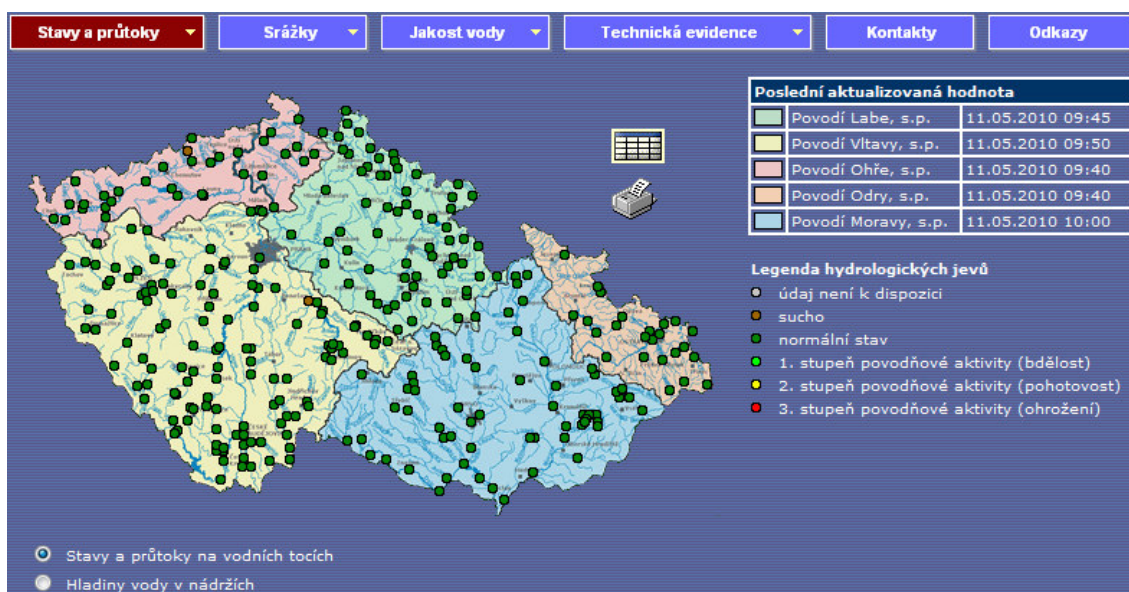 Stavy a průtoky
Srážky
Jakost vody
Technická evidence
Kontakty
Odkazy
Poslední aktualizovaná hodnota
Povodí Labe, s.p. 11.05.2010 09:45
Povodí Vltavy, s.p. 11.05.2010 09:50
Povodí Ohře, s.p. 11.05.2010 09:40
Povodí Odry, s.p. 11.05.2010 09:40
Povodí Moravy, s.p. 11.05.2010 10:00
Legenda hydrologických jevů
údaj není k dispozici
sucho
normální stav
1. stupeň povodňové aktivity (bdělost)
2. stupeň povodňové aktivity (pohotovost)
3. stupeň povodňové aktivity (ohrožení)
Stavy a průtoky na vodních tocích
Hladiny vody v nádržích